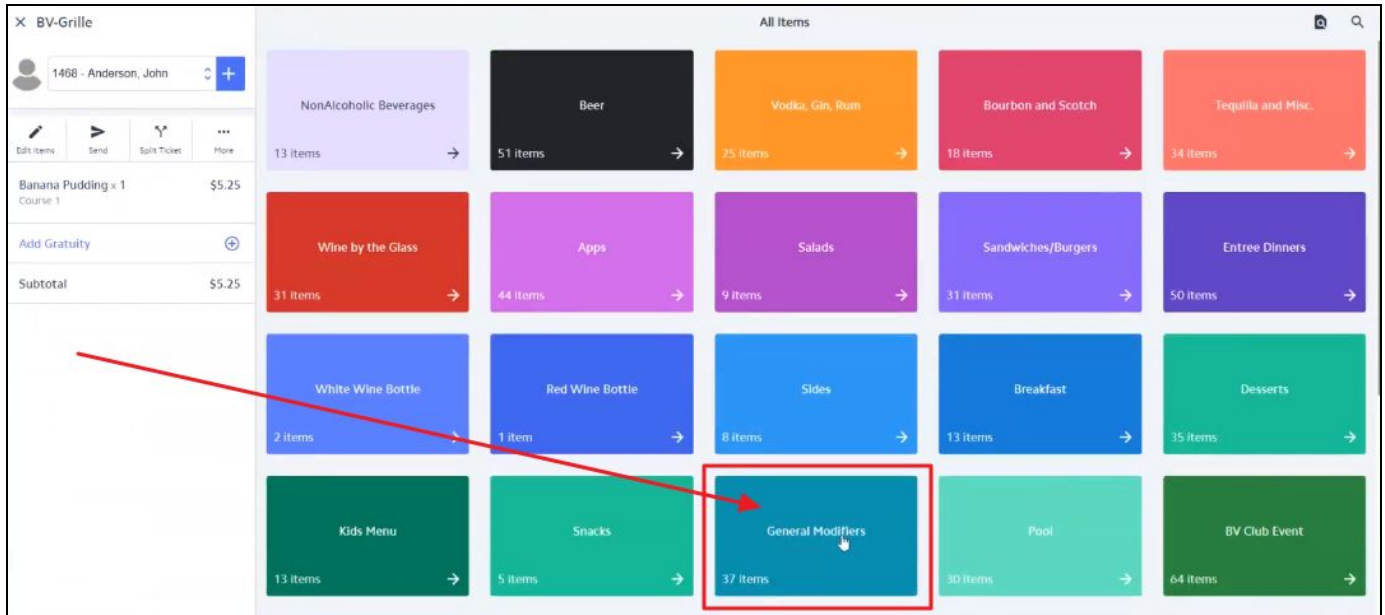 BV-Grille
All Items
1468 - Anderson, John
Edit Items
Send
Split Ticket
More
Banana Pudding x 1
$5.25
Course 1
Add Gratuity
Subtotal
$5.25
NonAlcoholic Beverages
13 items
Beer
51 items
Vodka, Gin, Rum
25 items
Bourbon and Scotch
18 items
Tequilla and Misc.
34 items
Wine by the Glass
31 items
Apps
44 items
Salads
9 items
Sandwiches/Burgers
31 items
Entree Dinners
50 items
White Wine Bottle
2 items
Red Wine Bottle
1 item
Sides
8 items
Breakfast
13 items
Desserts
35 items
Kids Menu
13 items
Snacks
5 items
General Modifiers
37 items
Pool
30 items
BV Club Event
64 items